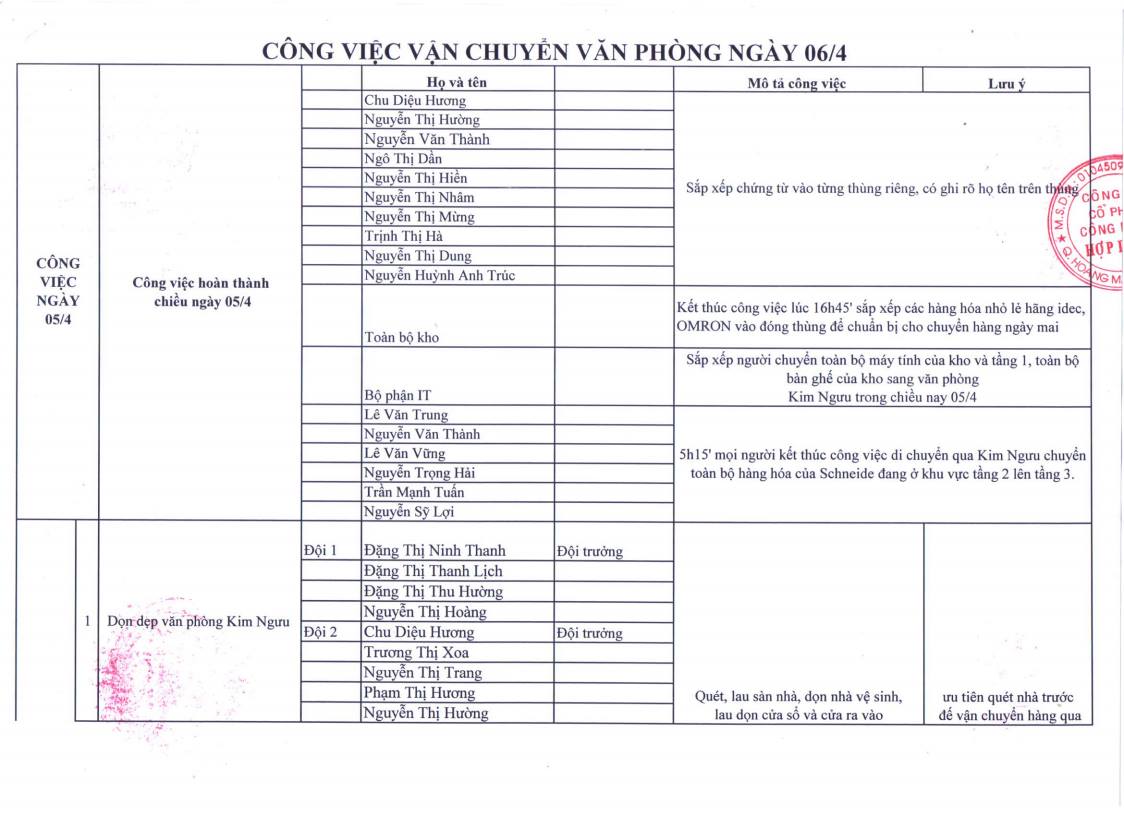 CÔNG VIỆC VẬN CHUYỂN VĂN PHÒNG NGÀY 06/4
Họ và tên
Mô tả công việc
Lưu ý
CÔNG
VIỆC
NGÀY
05/4
Công việc hoàn thành
chiều ngày 05/4
Chu Diệu Hương
Nguyễn Thị Hường
Nguyễn Văn Thành
Ngô Thị Dần
Nguyễn Thị Hiền
Nguyễn Thị Nhâm
Nguyễn Thị Mừng
Trịnh Thị Hà
Nguyễn Thị Dung
Nguyễn Huỳnh Anh Trúc
Sắp xếp chứng từ vào từng thùng riêng, có ghi rõ họ tên trên thùng
Toàn bộ kho
Kết thúc công việc lúc 16h45' sắp xếp các hàng hóa nhỏ lẻ hãng idec,
OMRON vào đóng thùng để chuẩn bị cho chuyển hàng ngày mai
Bộ phận IT
Sắp xếp người chuyển toàn bộ máy tính của kho và tầng 1, toàn bộ
bàn ghế của kho sang văn phòng
Kim Ngưu trong chiều nay 05/4
Lê Văn Trung
Nguyễn Văn Thành
Lê Văn Vững
Nguyễn Trọng Hải
Trần Mạnh Tuấn
Nguyễn Sỹ Lợi
5h15' mọi người kết thúc công việc di chuyển qua Kim Ngưu chuyển
toàn bộ hàng hóa của Schneide đang ở khu vực tầng 2 lên tầng 3.
1
Dọn dẹp văn phòng Kim Ngưu
Đội 1
Đặng Thị Ninh Thanh
Đội trưởng
Đặng Thị Thanh Lịch
Đặng Thị Thu Hường
Nguyễn Thị Hoàng
Đội 2
Chu Diệu Hương
Đội trưởng
Trương Thị Xoa
Nguyễn Thị Trang
Phạm Thị Hương
Nguyễn Thị Hường
Quét, lau sàn nhà, dọn nhà vệ sinh,
lau dọn cửa sổ và cửa ra vào
ưu tiên quét nhà trước
để vận chuyển hàng qua
M.S.D
010450
CÔNG
CỔ PH
CÔNG
HỢP
Q. HOÀNG M